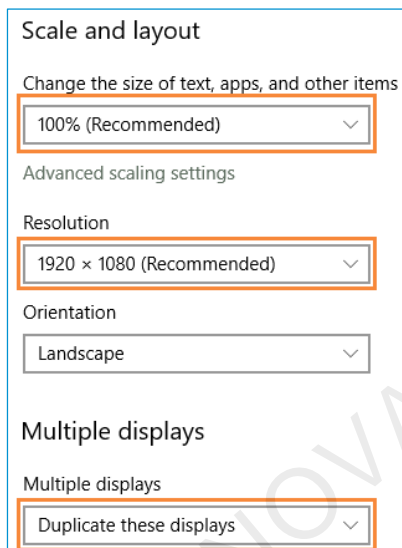 Scale and layout
Change the size of text, apps, and other items
100% (Recommended)
Advanced scaling settings
Resolution
1920 × 1080 (Recommended)
Orientation
Landscape
Multiple displays
Multiple displays
Duplicate these displays
NOVA